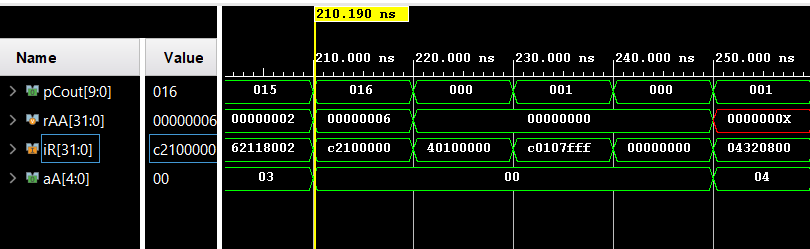 210.190 ns
Name Value 210.000 ns 220.000 ns 230.000 ns 240.000 ns 250.000 ns
pCout[9:0] 016 015 016 000 001 000 001
rAA[31:0] 00000006 00000002 00000006 00000000 0000000X
iR[31:0] c2100000 62118002 c2100000 40100000 c0107fff 00000000 04320800
aA[4:0] 00 03 00 04